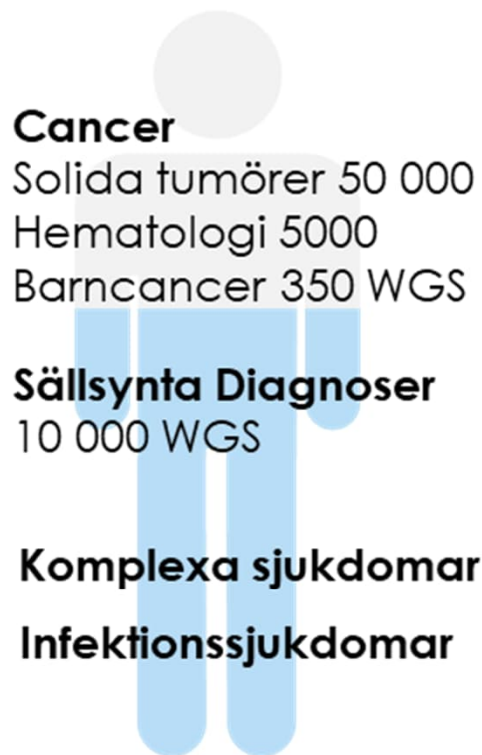 Cancer
Solida tumörer 50 000
Hematologi 5000
Barncancer 350 WGS
Sällsynta Diagnoser
10 000 WGS
Komplexa sjukdomar
Infektionssjukdomar